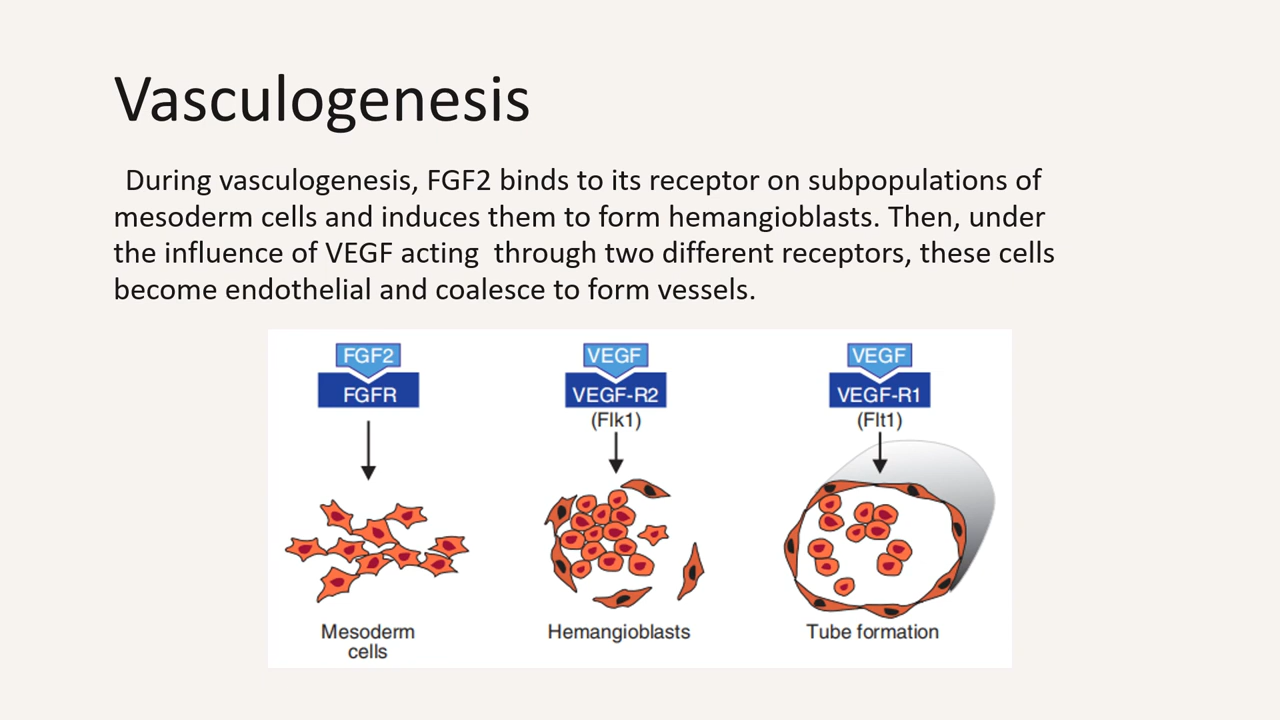 Vasculogenesis
During vasculogenesis, FGF2 binds to its receptor on subpopulations of
mesoderm cells and induces them to form hemangioblasts. Then, under
the influence of VEGF acting  through two different receptors, these cells
become endothelial and coalesce to form vessels.
FGF2
FGFR
Mesoderm
cells
VEGF
VEGF-R2
(Flk1)
Hemangioblasts
VEGF
VEGF-R1
(Flt1)
Tube formation